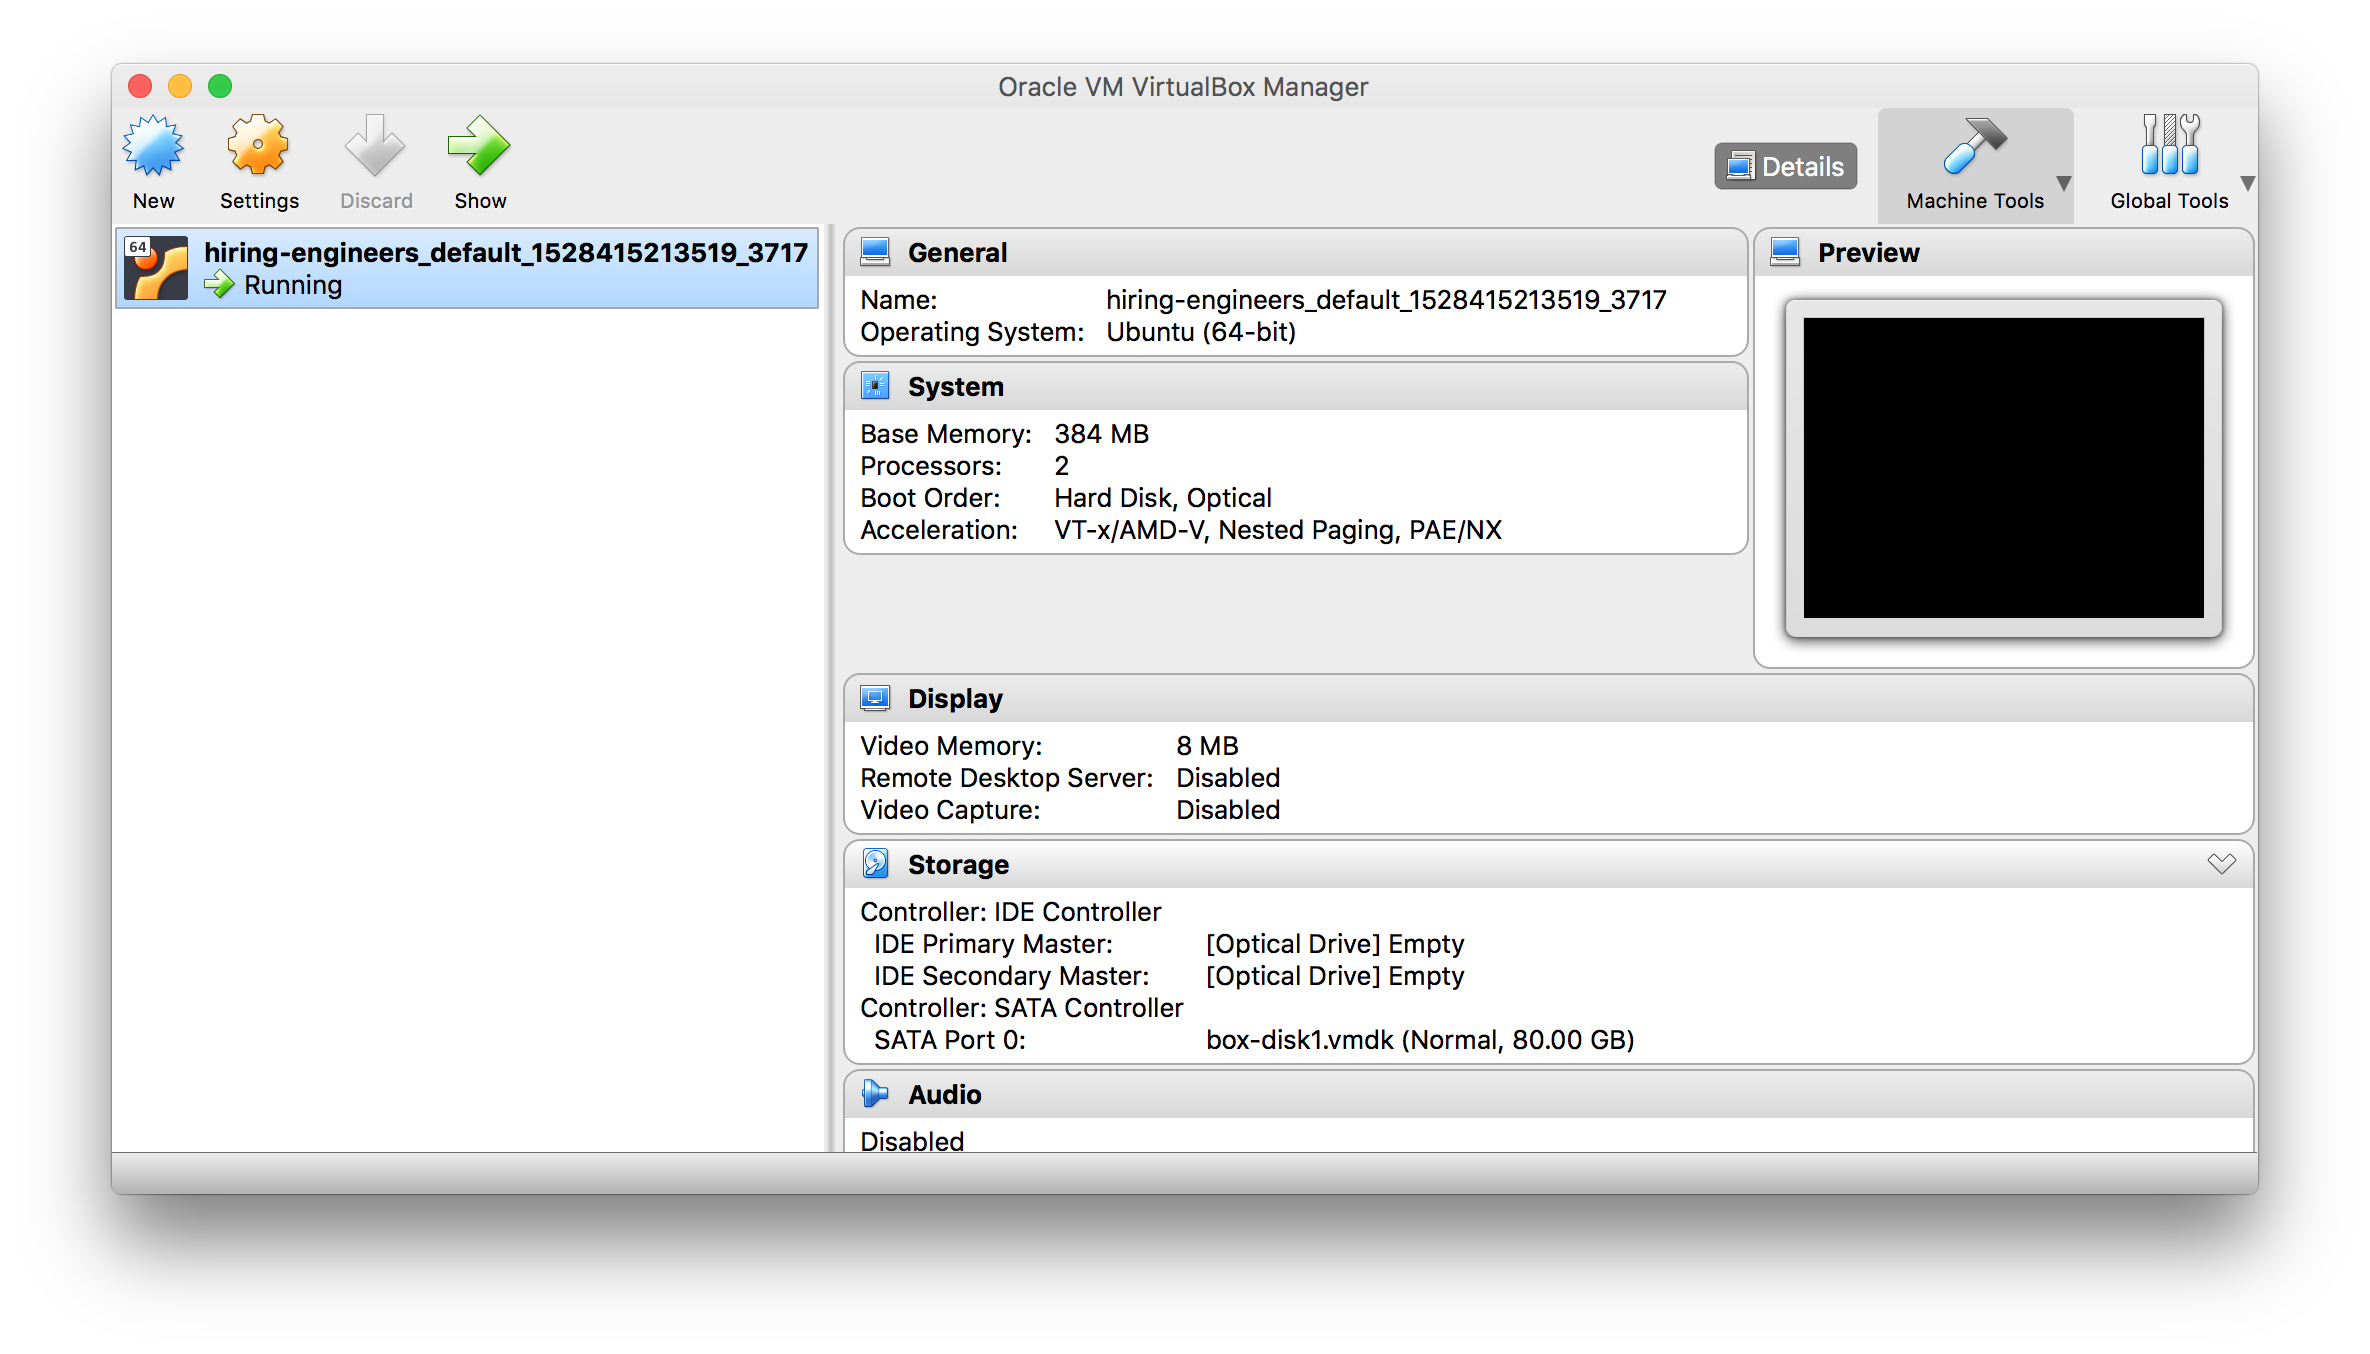 Oracle VM VirtualBox Manager
New
Settings
Discard
Show
Details
Machine Tools
Global Tools
64
hiring-engineers_default_1528415213519_3717
Running
General
Name: hiring-engineers_default_1528415213519_3717
Operating System: Ubuntu (64-bit)
Preview
System
Base Memory: 384 MB
Processors: 2
Boot Order: Hard Disk, Optical
Acceleration: VT-x/AMD-V, Nested Paging, PAE/NX
Display
Video Memory: 8 MB
Remote Desktop Server: Disabled
Video Capture: Disabled
Storage
Controller: IDE Controller
IDE Primary Master: [Optical Drive] Empty
IDE Secondary Master: [Optical Drive] Empty
Controller: SATA Controller
SATA Port 0: box-disk1.vmdk (Normal, 80.00 GB)
Audio
Disabled